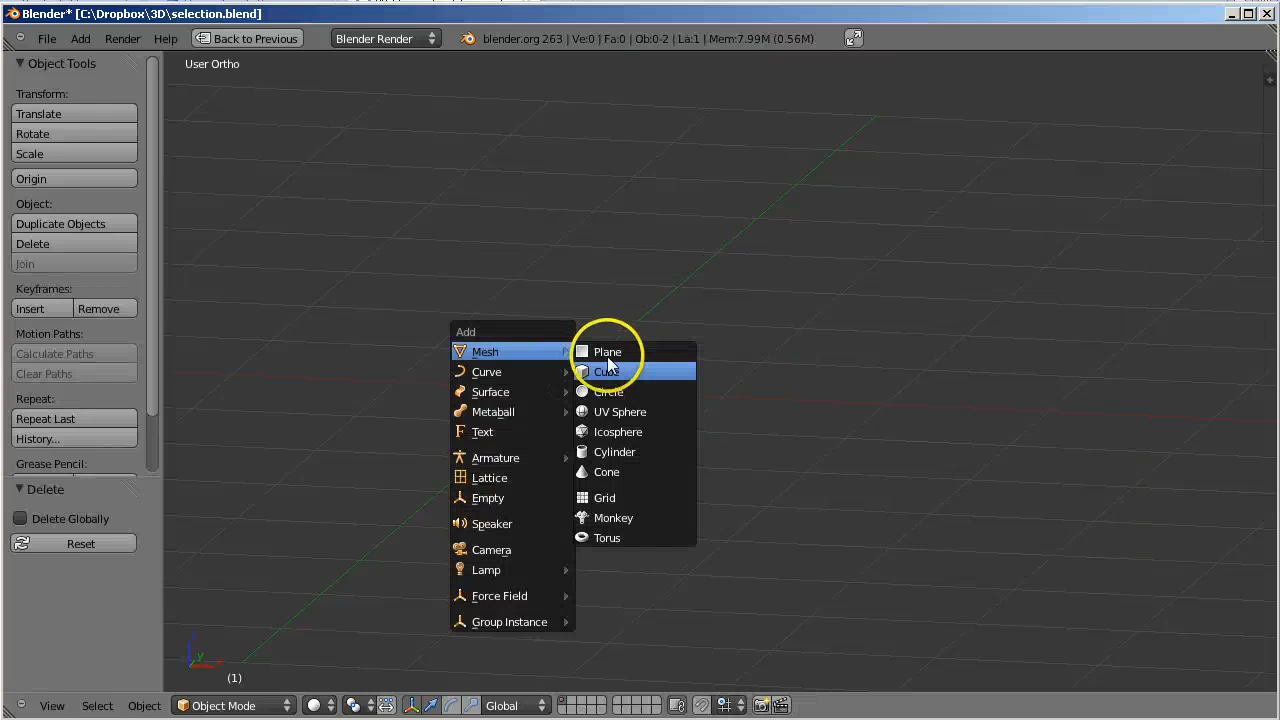 Blender* [C:\Dropbox\3D\selection.blend]
File Add Render Help Back to Previous Blender Render blender.org 263 | Ve:0 | Fa:0 | Ob:0-2 | La:1 | Mem:7.99M (0.56M)
Object Tools
Transform:
Translate
Rotate
Scale
Origin
Object:
Duplicate Objects
Delete
Join
Keyframes:
Insert Remove
Motion Paths:
Calculate Paths
Clear Paths
Repeat:
Repeat Last
History...
Grease Pencil:
Delete
Delete Globally
Reset
User Ortho
Add
Mesh
Curve
Surface
Metaball
Text
Armature
Lattice
Empty
Speaker
Camera
Lamp
Force Field
Group Instance
Plane
Cube
Circle
UV Sphere
Icosphere
Cylinder
Cone
Grid
Monkey
Torus
Y
(1)
View Select Object Object Mode Global